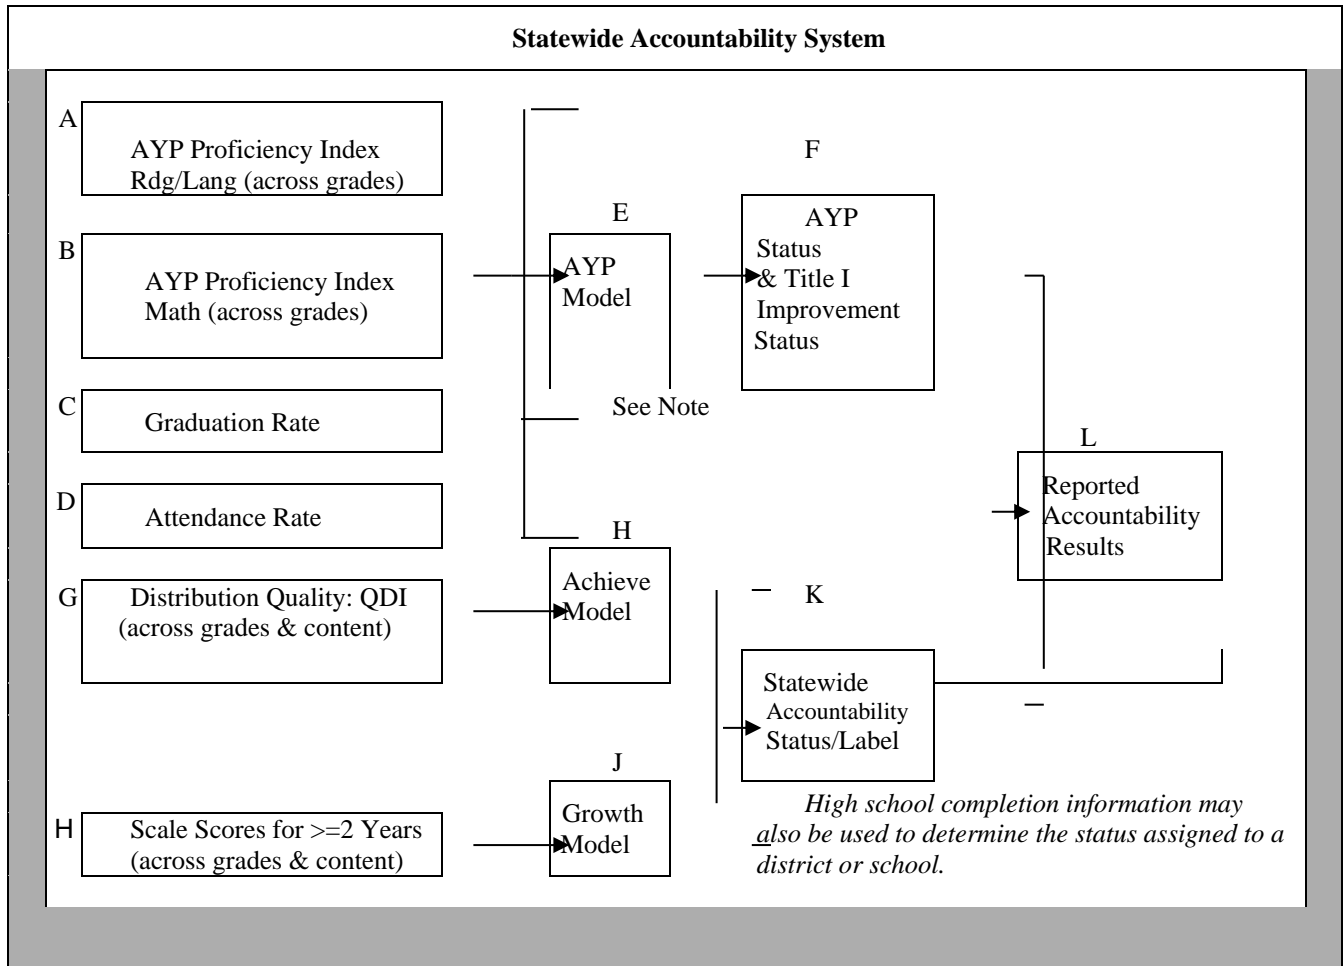 Statewide Accountability System
A
AYP Proficiency Index
Rdg/Lang (across grades)
F
E
AYP
Status
& Title I
Improvement
Status
B
AYP Proficiency Index
Math (across grades)
AYP
Model
C
Graduation Rate
See Note
L
Reported
Accountability
Results
D
Attendance Rate
H
Achieve
Model
G
Distribution Quality: QDI
(across grades & content)
K
Statewide
Accountability
Status/Label
J
Growth
Model
H
Scale Scores for >=2 Years
(across grades & content)
High school completion information may
also be used to determine the status assigned to a
district or school.